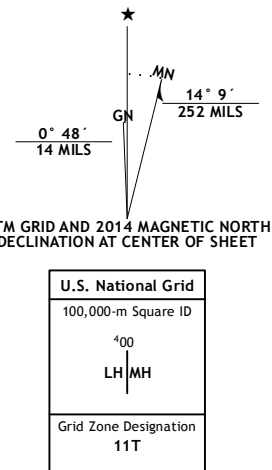 MN
GN
14° 9´
252 MILS
0° 48´
14 MILS
TM GRID AND 2014 MAGNETIC NORTH
DECLINATION AT CENTER OF SHEET
U.S. National Grid
100,000-m Square ID
⁴00
LH MH
Grid Zone Designation
11T